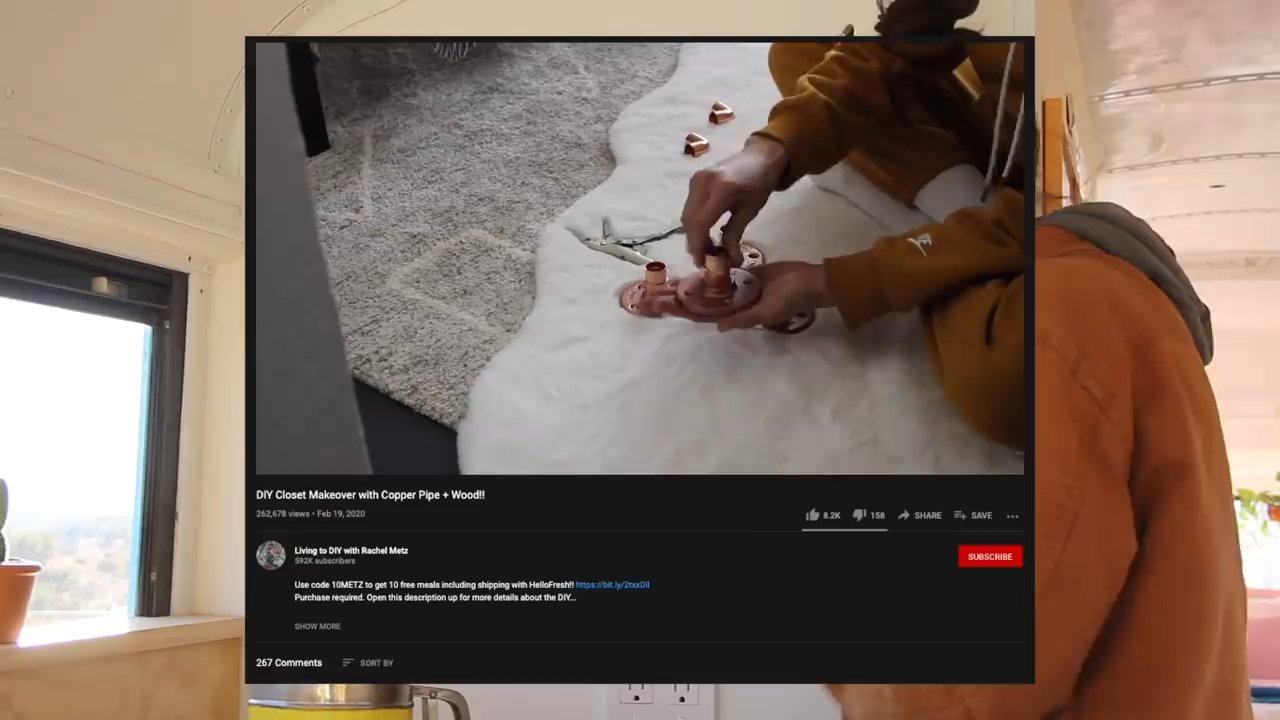 DIY Closet Makeover with Copper Pipe + Wood!!
262,678 views • Feb 19, 2020
8.2K 158 SHARE SAVE
Living to DIY with Rachel Metz
592K subscribers
SUBSCRIBE
Use code 10METZ to get 10 free meals including shipping with HelloFresh!! https://bit.ly/2txxDlI
Purchase required. Open this description up for more details about the DIY...
SHOW MORE
267 Comments SORT BY